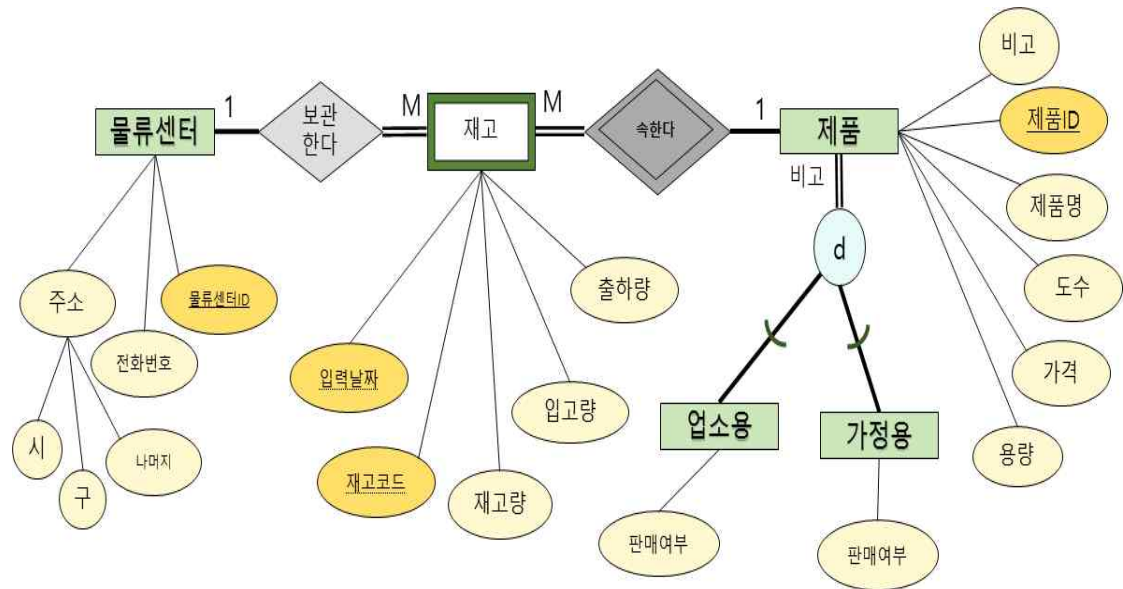 비고
1
보관
한다
M
재고
M
속한다
1
물류센터
제품
제품ID
비고
제품명
d
주소
물류센터ID
출하량
도수
전화번호
입력날짜
입고량
가격
업소용
가정용
시
구
나머지
재고코드
재고량
용량
판매여부
판매여부